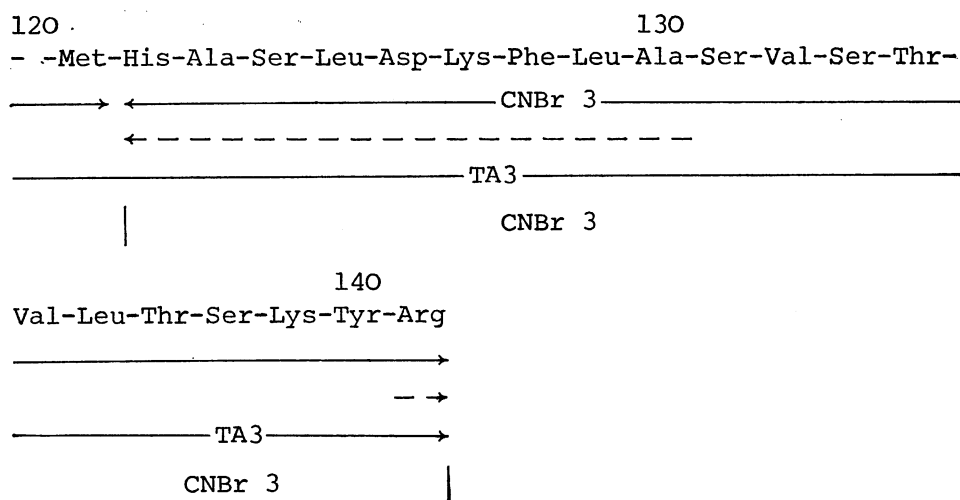 120 130
- -Met-His-Ala-Ser-Leu-Asp-Lys-Phe-Leu-Ala-Ser-Val-Ser-Thr-
CNBr 3
TA3
CNBr 3
140
Val-Leu-Thr-Ser-Lys-Tyr-Arg
TA3
CNBr 3